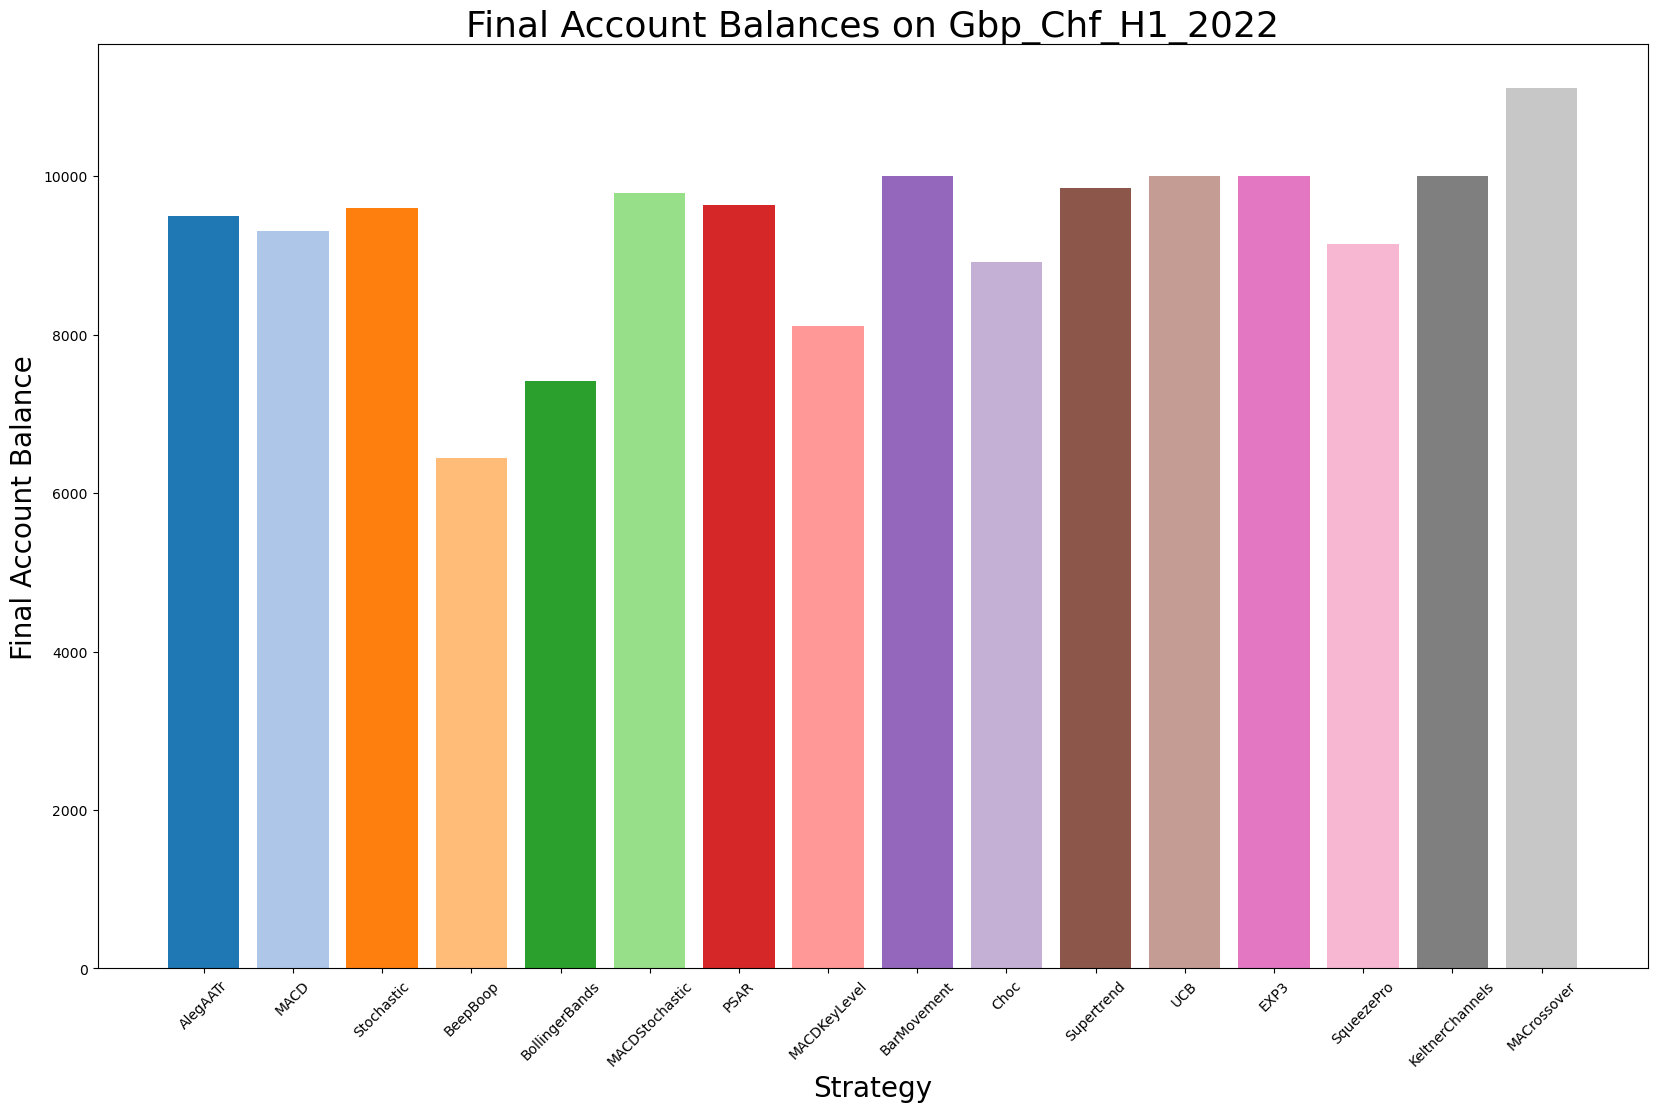 Final Account Balances on Gbp_Chf_H1_2022
Final Account Balance
10000
8000
6000
4000
2000
0
AlegAATr
MACD
Stochastic
BeepBoop
BollingerBands
MACDStochastic
PSAR
MACDKeyLevel
BarMovement
Choc
Supertrend
UCB
EXP3
SqueezePro
KeltnerChannels
MACrossover
Strategy